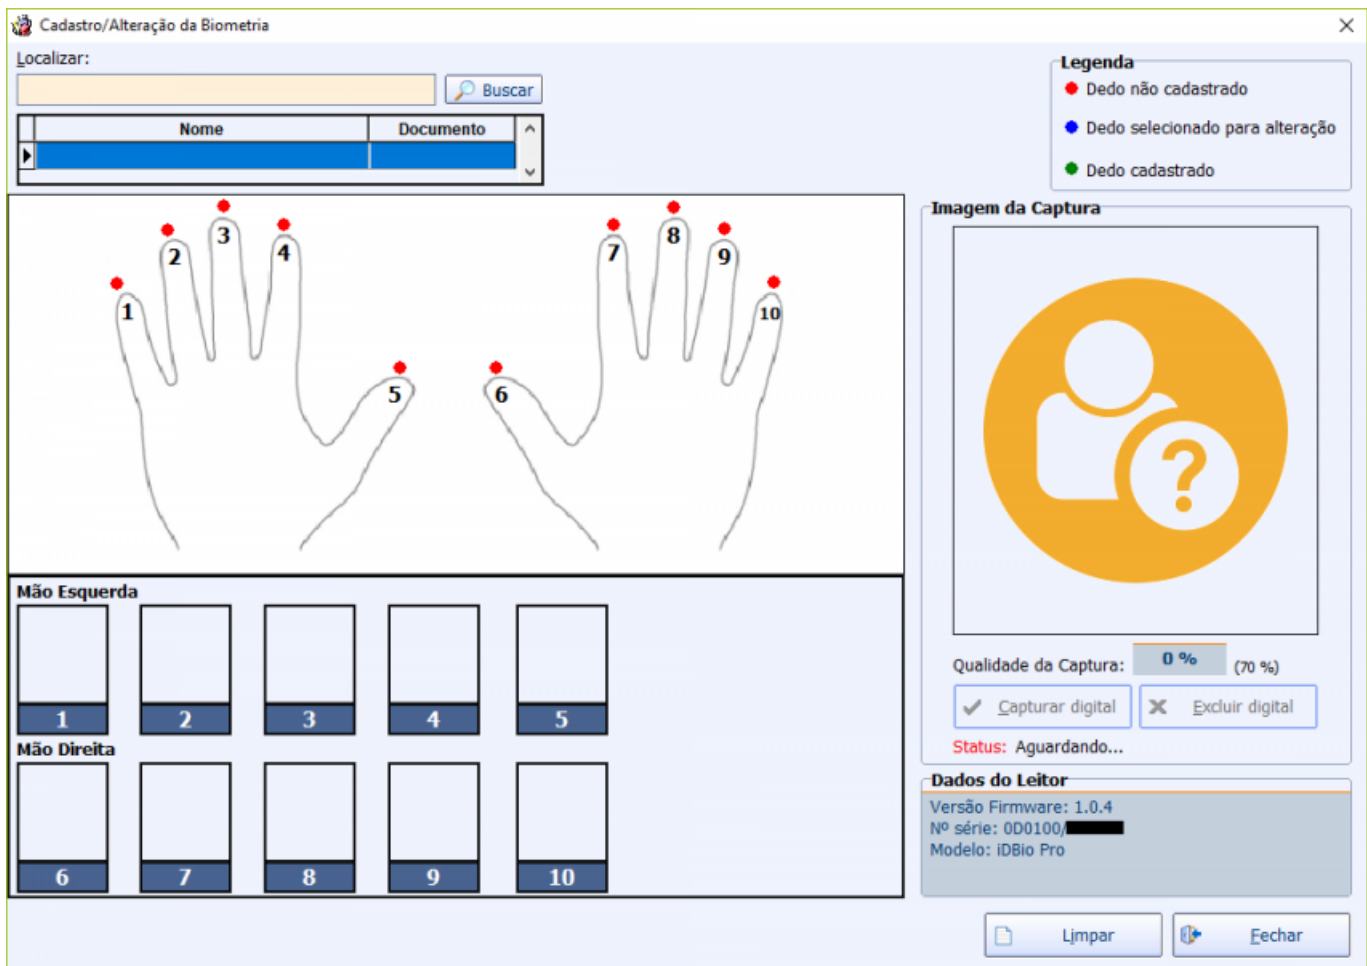 Cadastro/Alteração da Biometria
Localizar:
Buscar
Nome Documento
Legenda
Dedo não cadastrado
Dedo selecionado para alteração
Dedo cadastrado
1 2 3 4 5 6 7 8 9 10
Imagem da Captura
?
Qualidade da Captura: 0 % (70 %)
Capturar digital Excluir digital
Status: Aguardando...
Mão Esquerda
1 2 3 4 5
Mão Direita
6 7 8 9 10
Dados do Leitor
Versão Firmware: 1.0.4
Nº série: 0D0100/
Modelo: iDBio Pro
Limpar Fechar